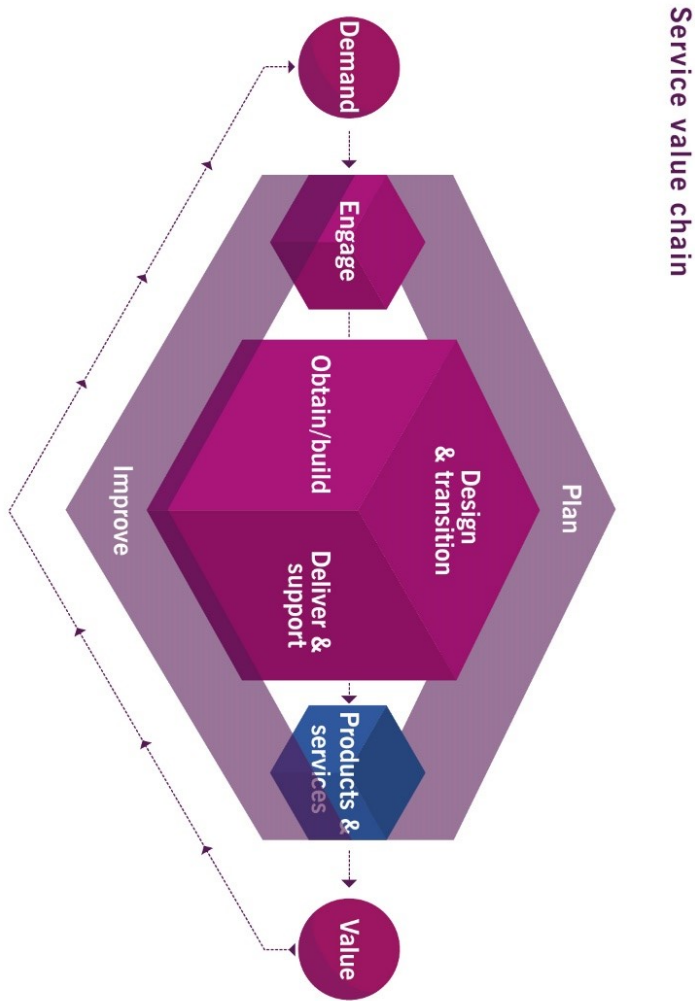 Service value chain
Plan
Demand
Engage
Design
& transition
Obtain/build
Deliver &
support
Products &
services
Value
Improve